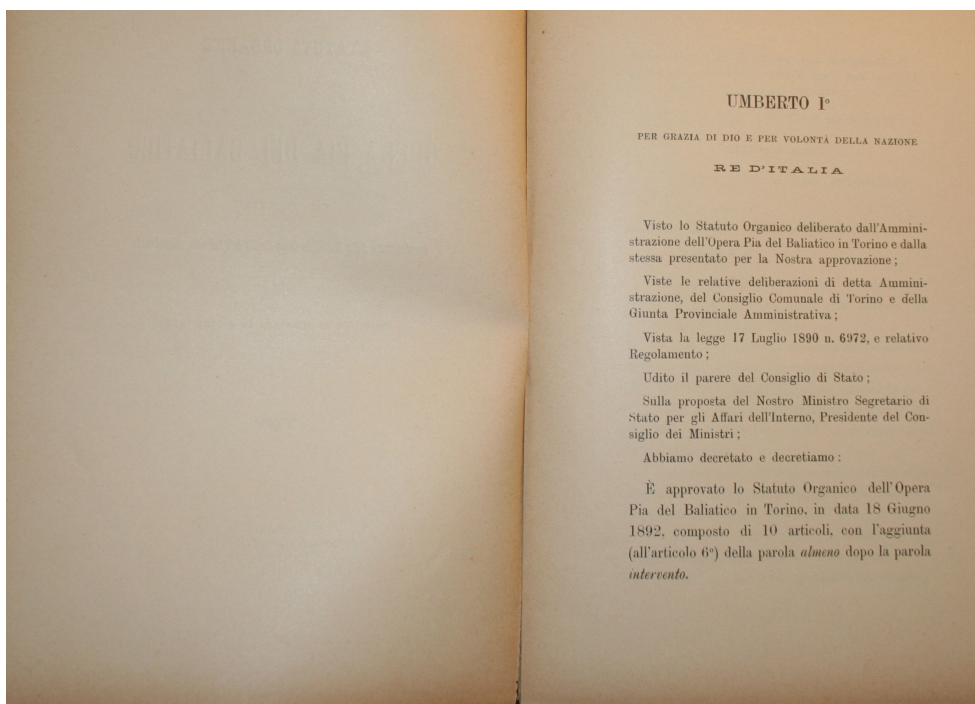 UMBERTO I°
PER GRAZIA DI DIO E PER VOLONTÀ DELLA NAZIONE
RE D'ITALIA
Visto lo Statuto Organico deliberato dall'Ammini-
strazione dell'Opera Pia del Baliatico in Torino e dalla
stessa presentato per la Nostra approvazione ;
Viste le relative deliberazioni di detta Ammini-
strazione, del Consiglio Comunale di Torino e della
Giunta Provinciale Amministrativa ;
Vista la legge 17 Luglio 1890 n. 6972, e relativo
Regolamento ;
Udito il parere del Consiglio di Stato ;
Sulla proposta del Nostro Ministro Segretario di
Stato per gli Affari dell'Interno, Presidente del Con-
siglio dei Ministri ;
Abbiamo decretato e decretiamo :
È approvato lo Statuto Organico dell'Opera
Pia del Baliatico in Torino, in data 18 Giugno
1892, composto di 10 articoli, con l'aggiunta
(all'articolo 6°) della parola almeno dopo la parola
intervento.